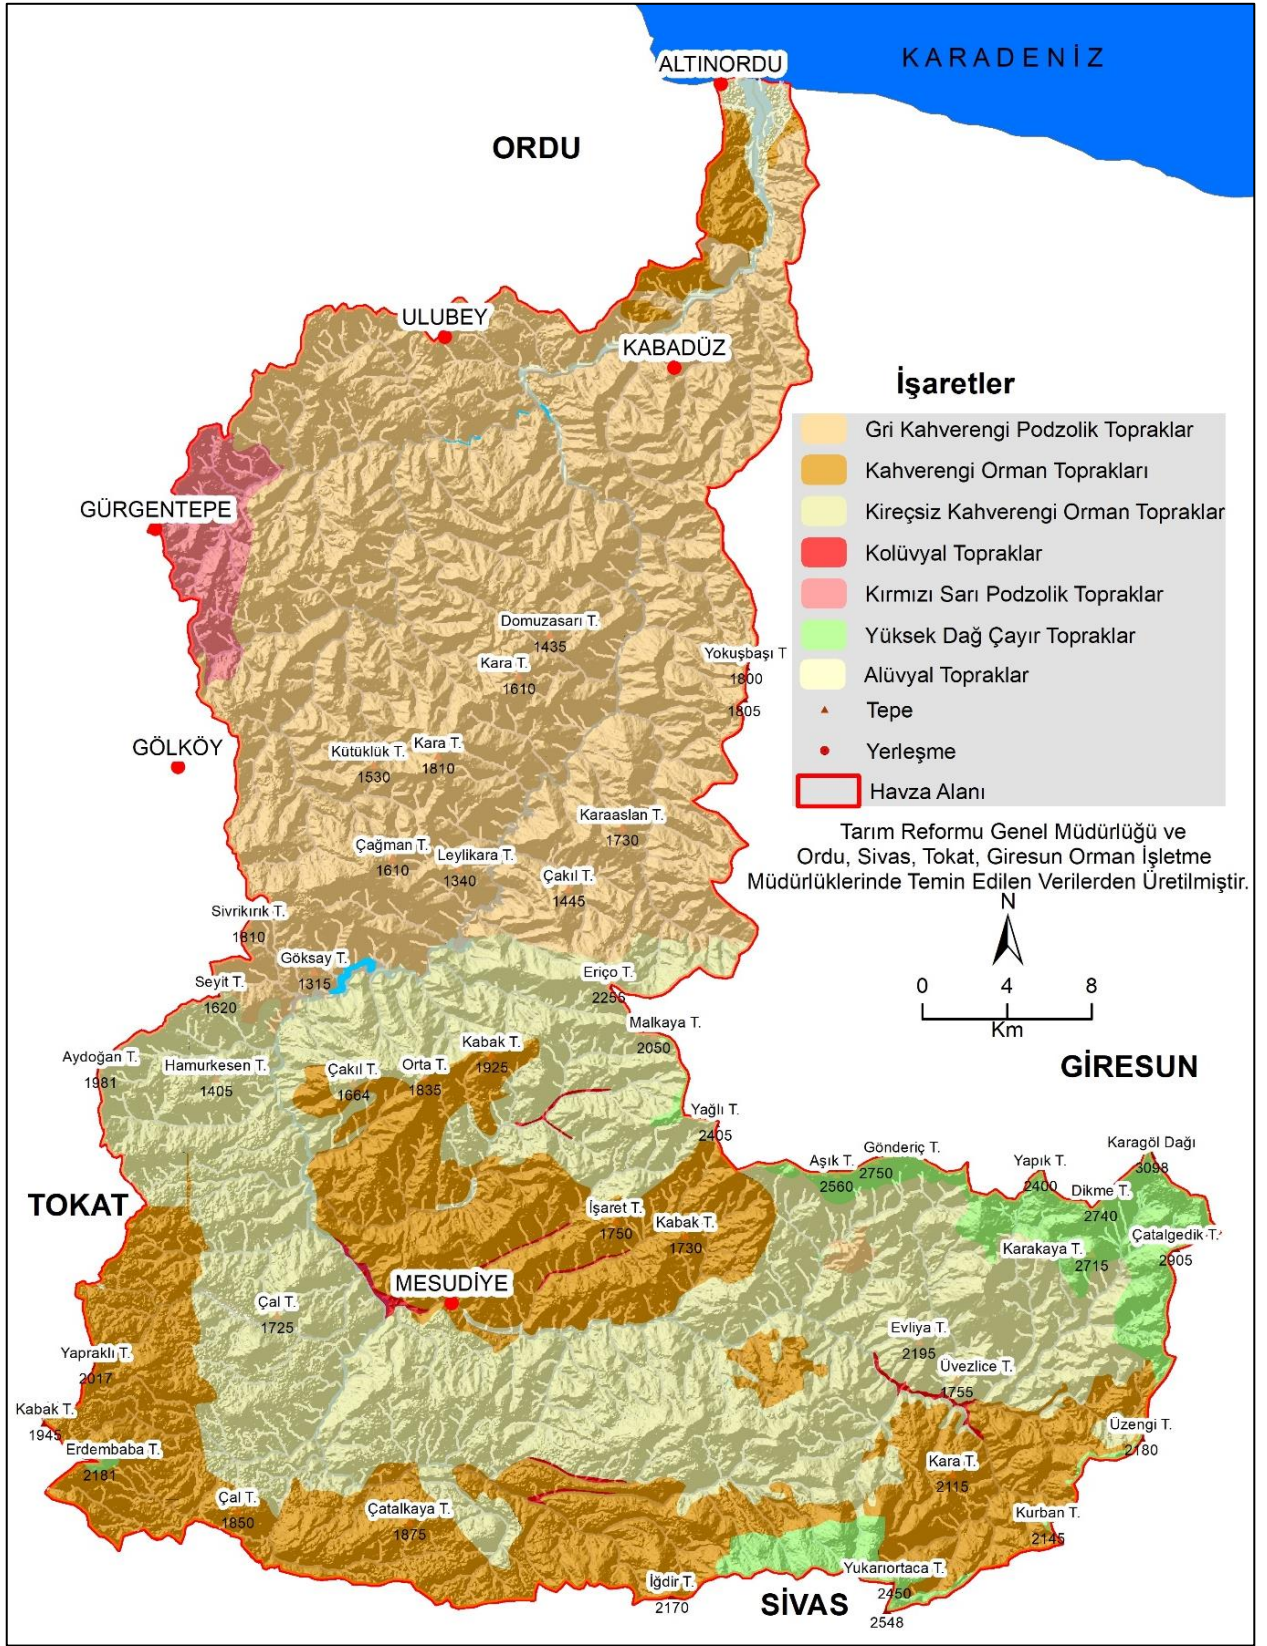 KARADENİZ
ALTINORDU
ORDU
ULUBEY
KABADÜZ
İşaretler
Gri Kahverengi Podzolik Topraklar
Kahverengi Orman Toprakları
Kireçsiz Kahverengi Orman Topraklar
Kolüvyal Topraklar
Kırmızı Sarı Podzolik Topraklar
Yüksek Dağ Çayır Topraklar
Alüvyal Topraklar
Tepe
Yerleşme
Havza Alanı
Tarım Reformu Genel Müdürlüğü ve
Ordu, Sivas, Tokat, Giresun Orman İşletme
Müdürlüklerinde Temin Edilen Verilerden Üretilmiştir.
N
0 4 8
Km
GÜRGENTEPE
GÖLKÖY
Domuzasarı T.
1435
Kara T.
1610
Yokuşbaşı T
1800
1805
Kütüklük T.
1530
Kara T.
1810
Karaaslan T.
1730
Çağman T.
1610
Leylikara T.
1340
Çakıl T.
1445
Sivrikırık T.
1810
Göksay T.
1315
Seyit T.
1620
Eriço T.
2255
Malkaya T.
2050
Aydoğan T.
1981
Hamurkesen T.
1405
Çakıl T.
1664
Orta T.
1835
Kabak T.
1925
GİRESUN
Yağlı T.
2405
Aşık T.
2560
Gönderiç T.
2750
Yapık T.
2400
Karagöl Dağı
3098
Dikme T.
2740
Çatalgedik T.
2905
Karakaya T.
2715
TOKAT
İşaret T.
1750
Kabak T.
1730
MESUDİYE
Çal T.
1725
Evliya T.
2195
Üvezlice T.
1755
Yapraklı T.
2017
Kabak T.
1945
Erdembaba T.
2181
Üzengi T.
2180
Kara T.
2115
Çal T.
1850
Çatalkaya T.
1875
Kurban T.
2145
İğdir T.
2170
SİVAS
Yukarıortaca T.
2450
2548